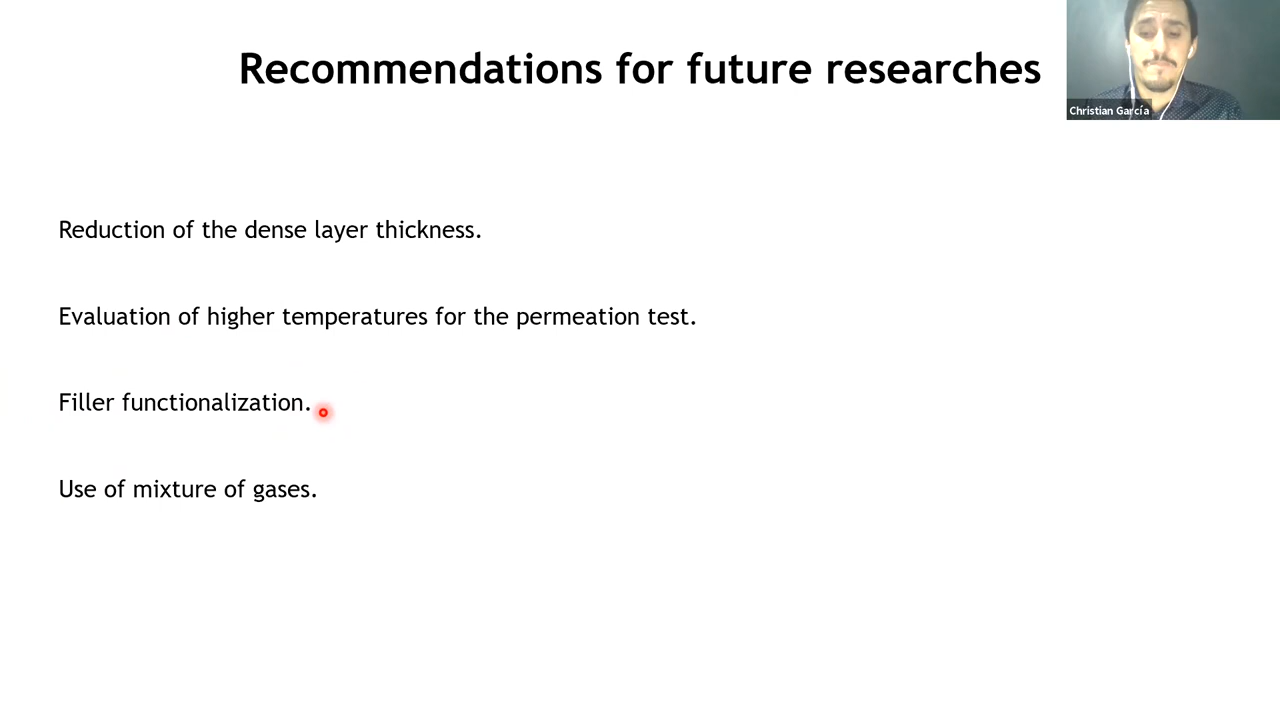 Recommendations for future researches
Christian García
Reduction of the dense layer thickness.
Evaluation of higher temperatures for the permeation test.
Filler functionalization.
Use of mixture of gases.